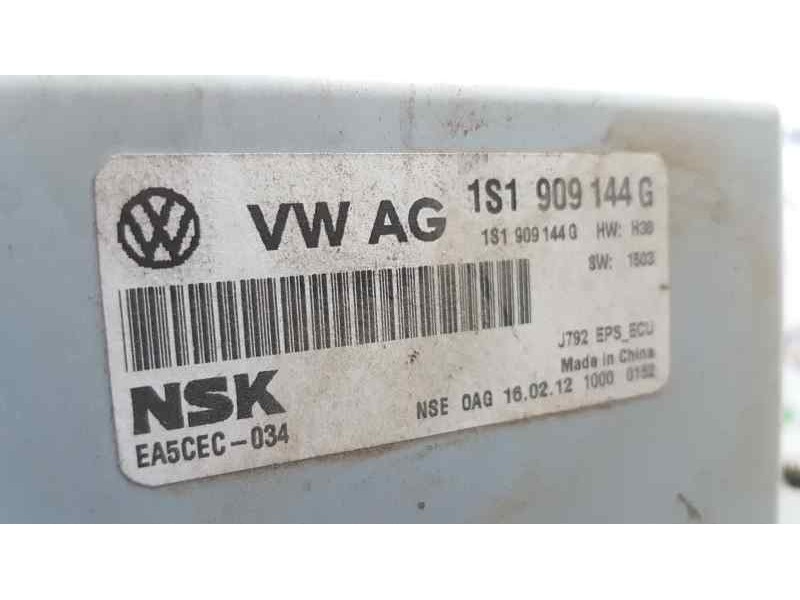 VW AG 1S1 909 144 G
1S1 909 144 G HW: H30
SW: 1503
J792 EPS_ECU
Made in China
NSK
NSE 0AG 16.02.12 1000 0152
EA5CEC-034